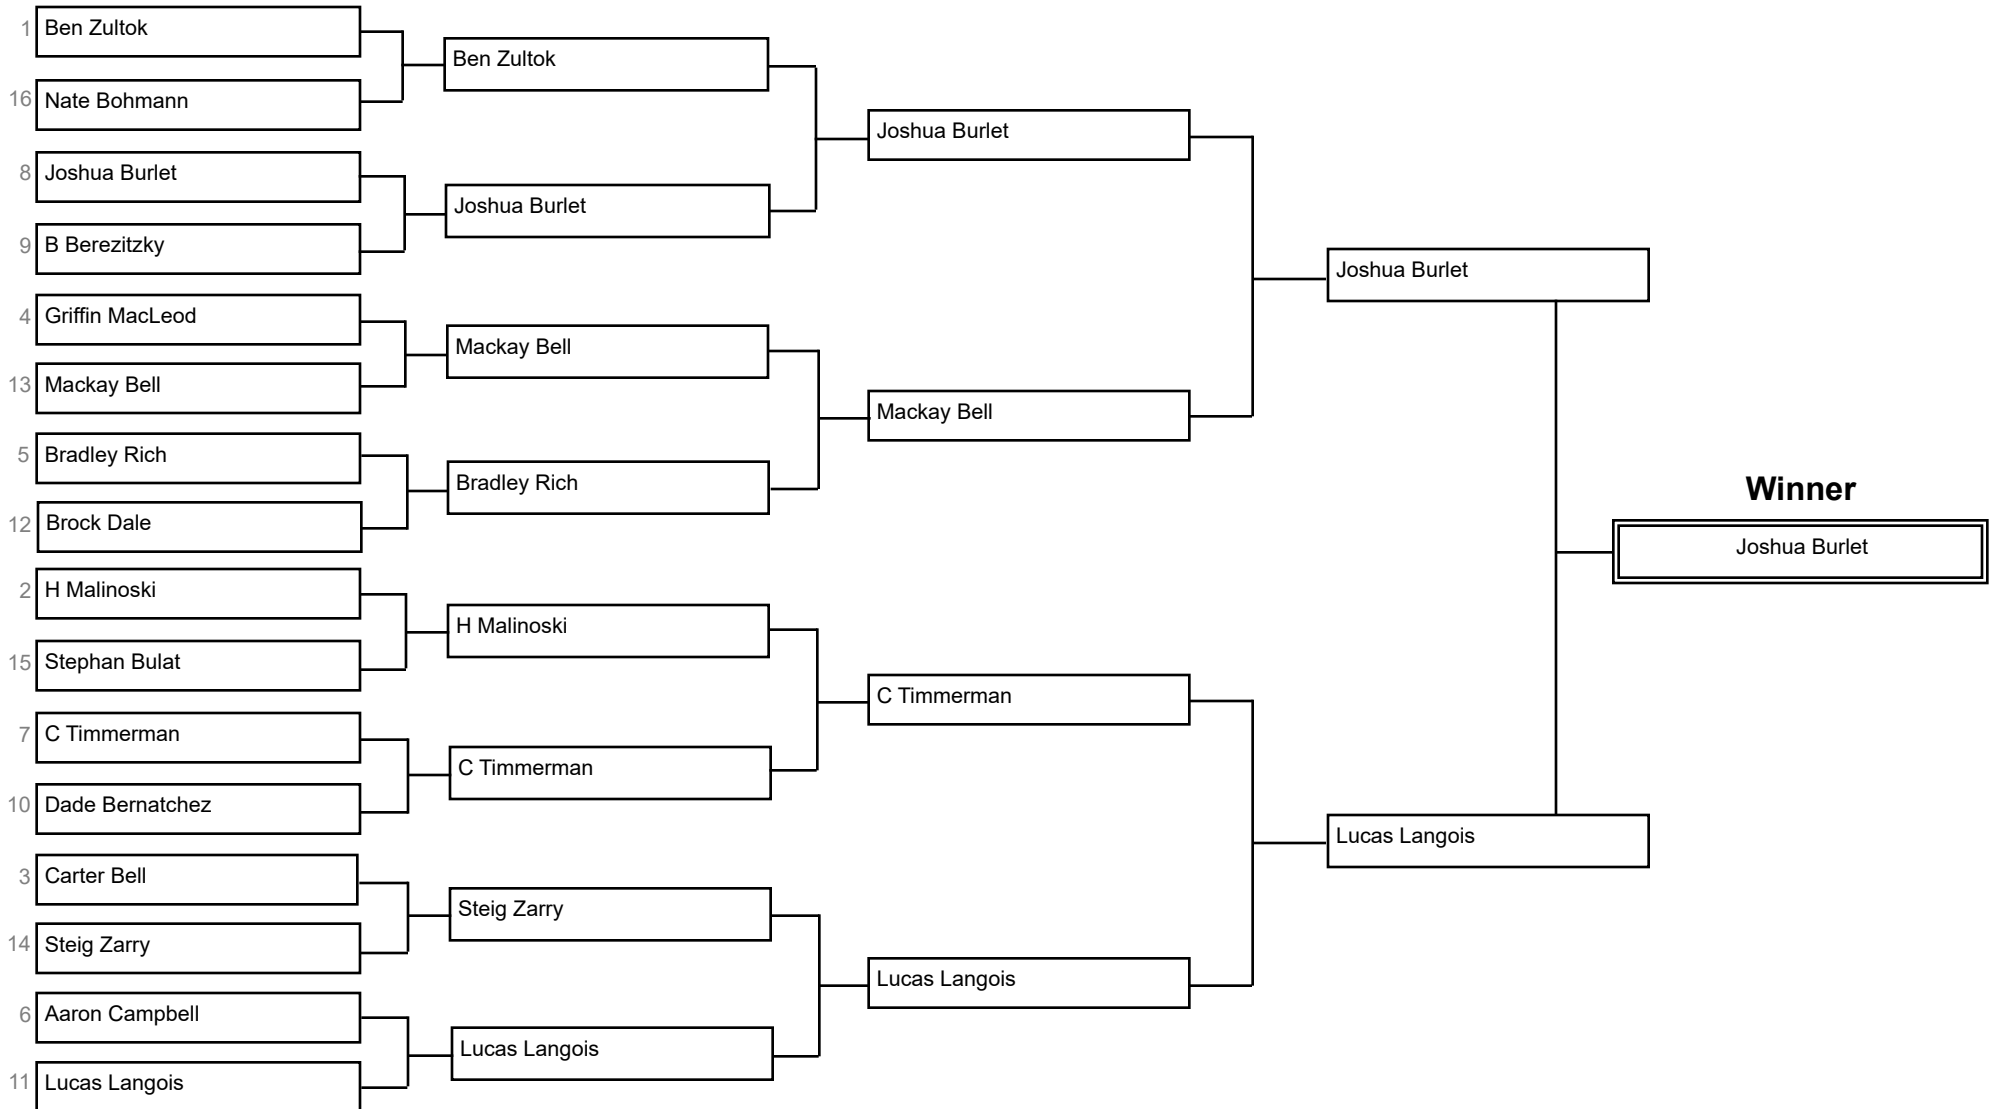 1 Ben Zultok
16 Nate Bohmann
8 Joshua Burlet
9 B Berezitzky
4 Griffin MacLeod
13 Mackay Bell
5 Bradley Rich
12 Brock Dale
2 H Malinoski
15 Stephan Bulat
7 C Timmerman
10 Dade Bernatchez
3 Carter Bell
14 Steig Zarry
6 Aaron Campbell
11 Lucas Langois
Ben Zultok
Joshua Burlet
Mackay Bell
Bradley Rich
H Malinoski
C Timmerman
Steig Zarry
Lucas Langois
Joshua Burlet
Mackay Bell
C Timmerman
Lucas Langois
Joshua Burlet
Lucas Langois
Winner
Joshua Burlet